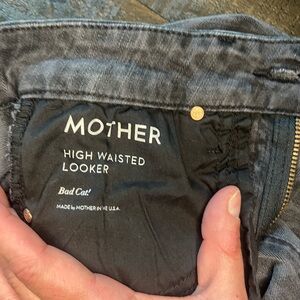 MOTHER
HIGH WAISTED
LOOKER
Bad Cat!
MADE by MOTHER IN THE U.S.A.